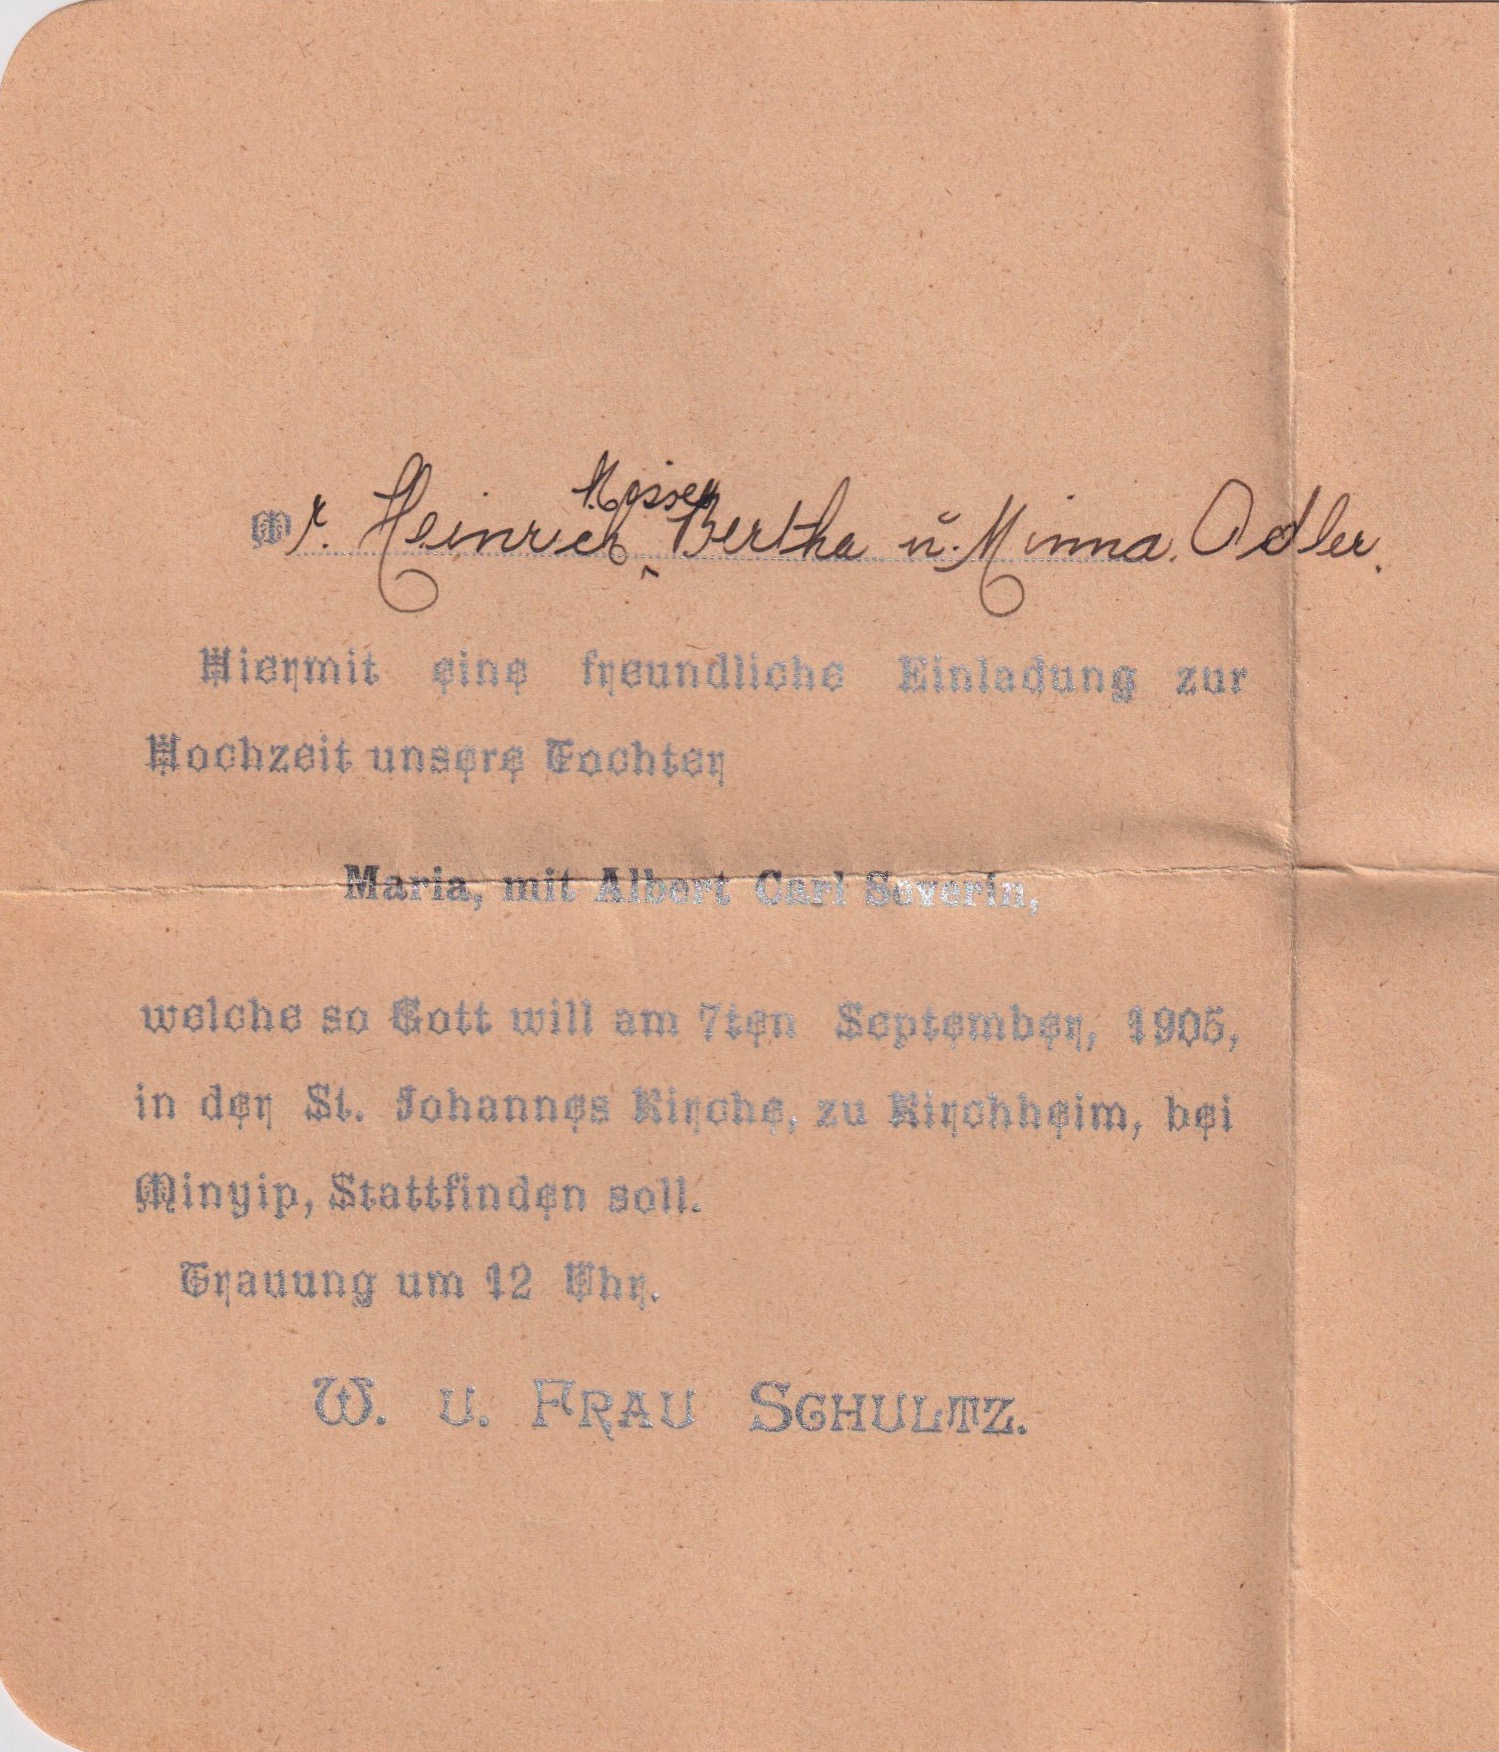 Misses
Mr. Heinrich ‸ Bertha u. Minna. Odler.
Hiermit eine freundliche Einladung zur
Hochzeit unsere Tochter
Maria, mit Albert Carl Severin,
welche so Gott will am 7ten September, 1905,
in der St. Johannes Kirche, zu Kirchheim, bei
Minyip, Stattfinden soll.
Trauung um 12 Uhr.
W. u. FRAU SCHULTZ.